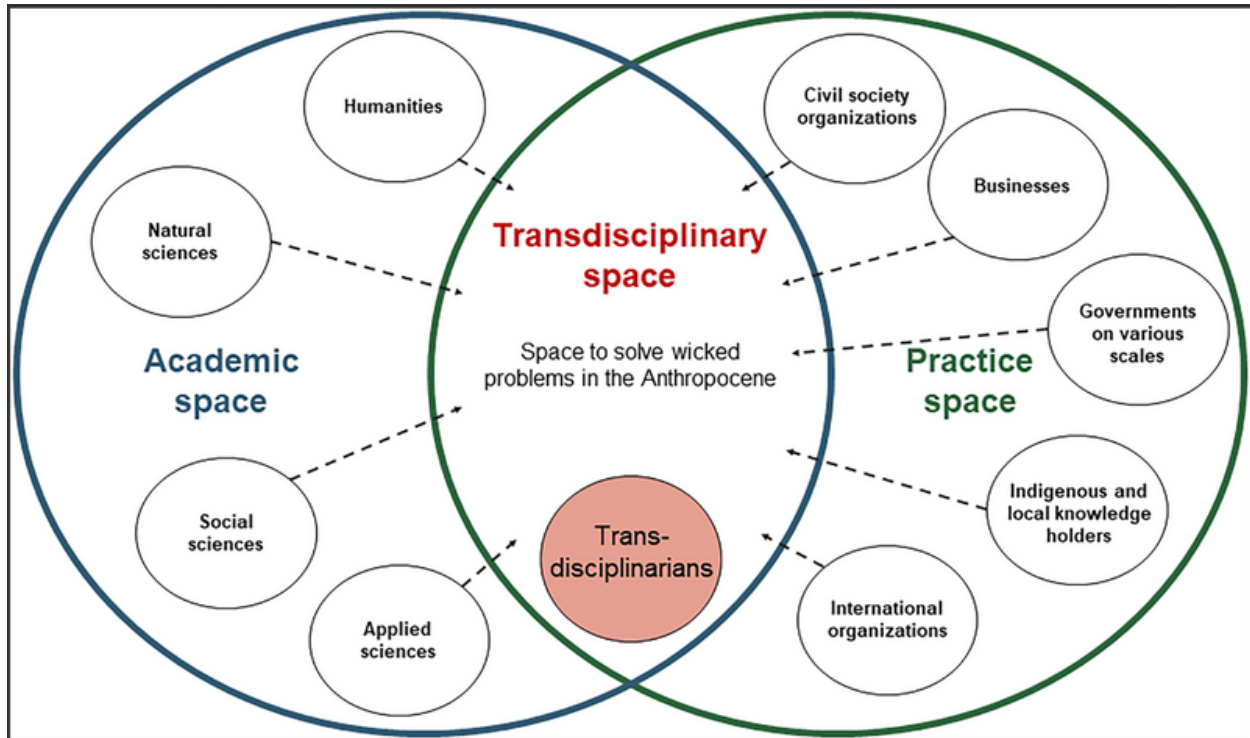 Humanities
Natural
sciences
Academic
space
Social
sciences
Applied
sciences
Transdisciplinary
space
Space to solve wicked
problems in the Anthropocene
Trans-
disciplinarians
Civil society
organizations
Businesses
Governments
on various
scales
Practice
space
Indigenous and
local knowledge
holders
International
organizations